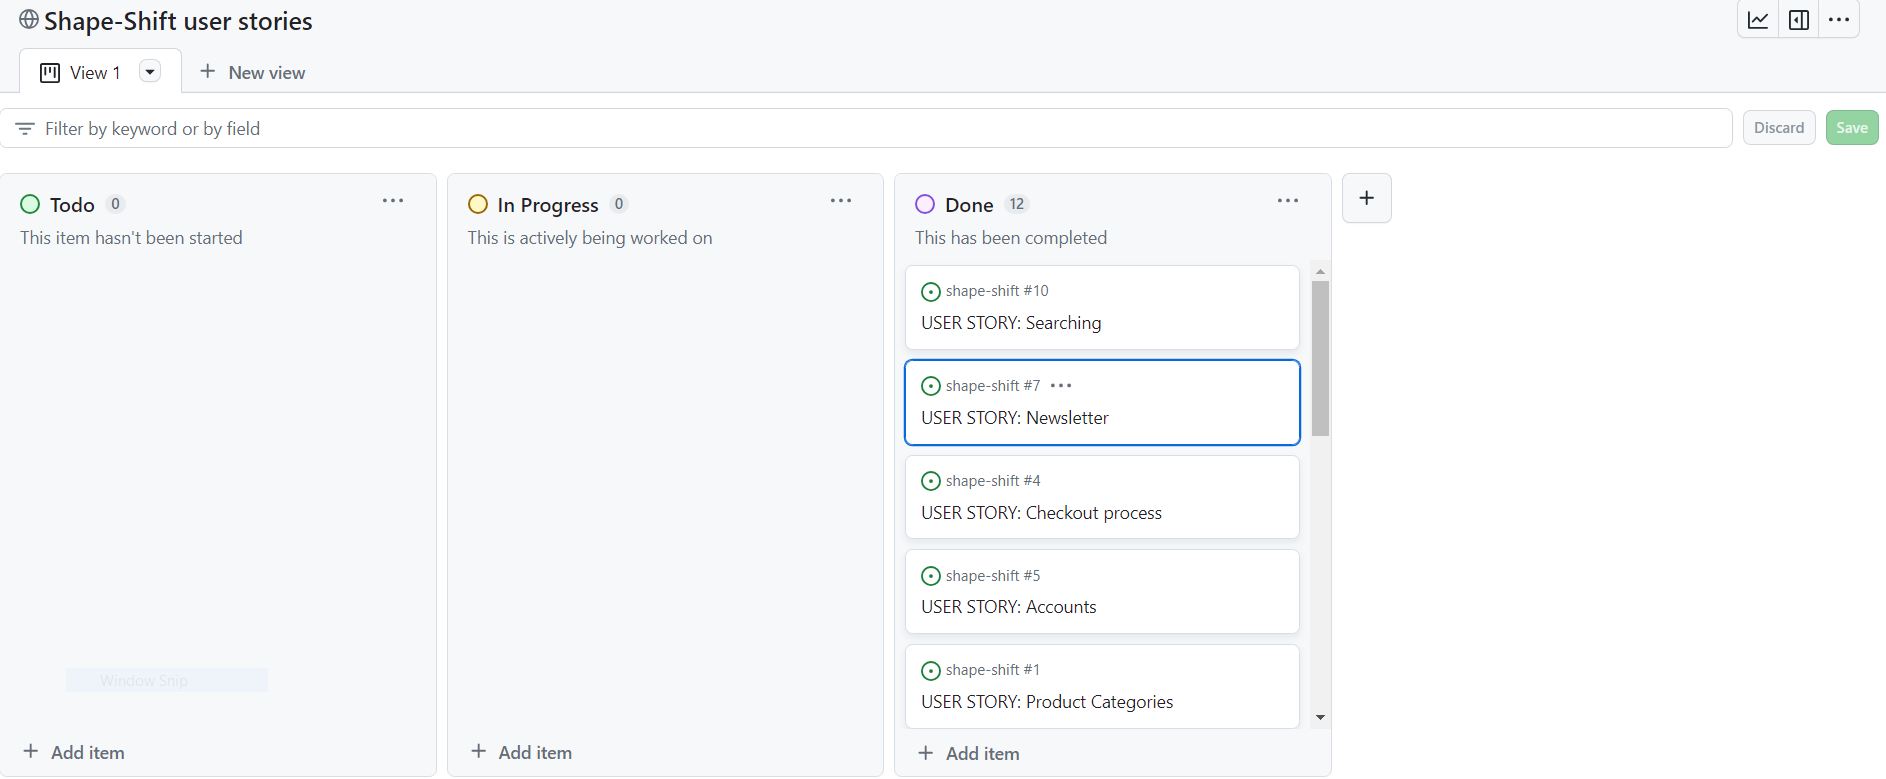 Shape-Shift user stories
View 1
New view
Filter by keyword or by field
Discard
Save
Todo 0
This item hasn't been started
In Progress 0
This is actively being worked on
Done 12
This has been completed
shape-shift #10
USER STORY: Searching
shape-shift #7
USER STORY: Newsletter
shape-shift #4
USER STORY: Checkout process
shape-shift #5
USER STORY: Accounts
shape-shift #1
USER STORY: Product Categories
Window Snip
Add item
Add item
Add item